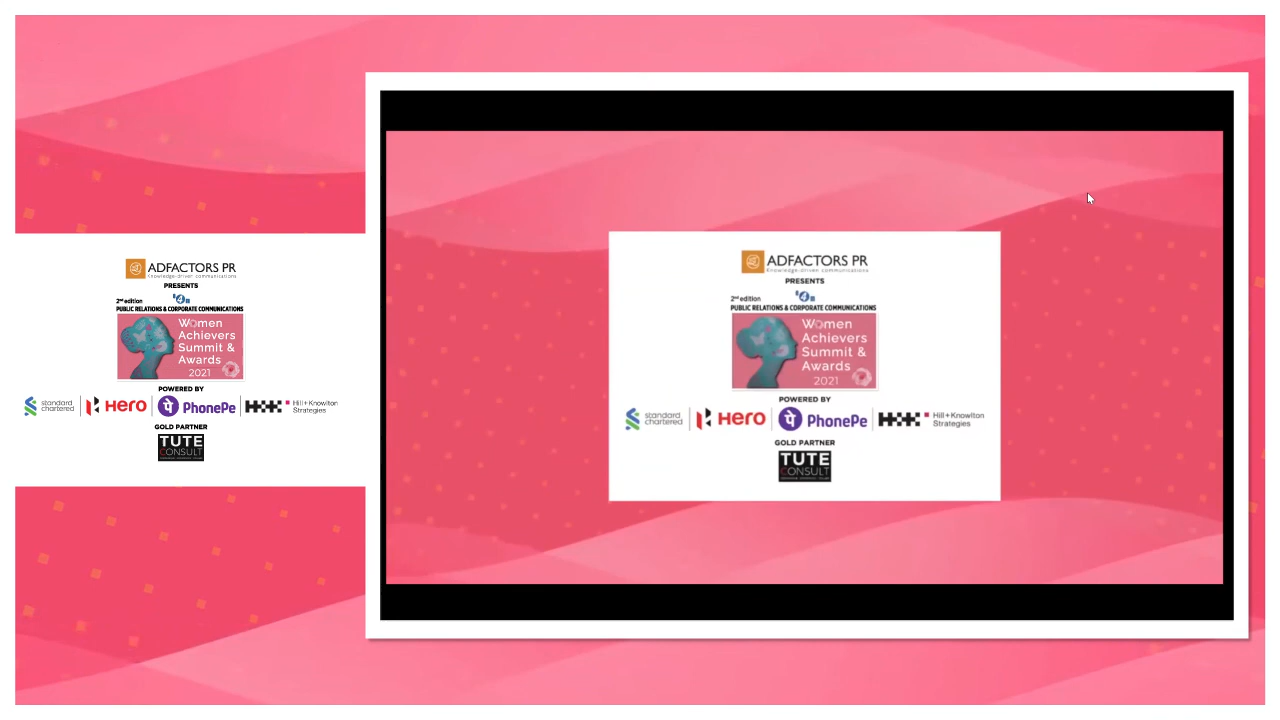 ADFACTORS PR
Knowledge-driven communications
PRESENTS
2nd edition
PUBLIC RELATIONS & CORPORATE COMMUNICATIONS
Women
Achievers
Summit &
Awards
2021
POWERED BY
standard chartered
Hero
PhonePe
Hill+Knowlton Strategies
GOLD PARTNER
TUTE
CONSULT
ADFACTORS PR
Knowledge-driven communications
PRESENTS
2nd edition
PUBLIC RELATIONS & CORPORATE COMMUNICATIONS
Women
Achievers
Summit &
Awards
2021
POWERED BY
standard chartered
Hero
PhonePe
Hill+Knowlton Strategies
GOLD PARTNER
TUTE
CONSULT